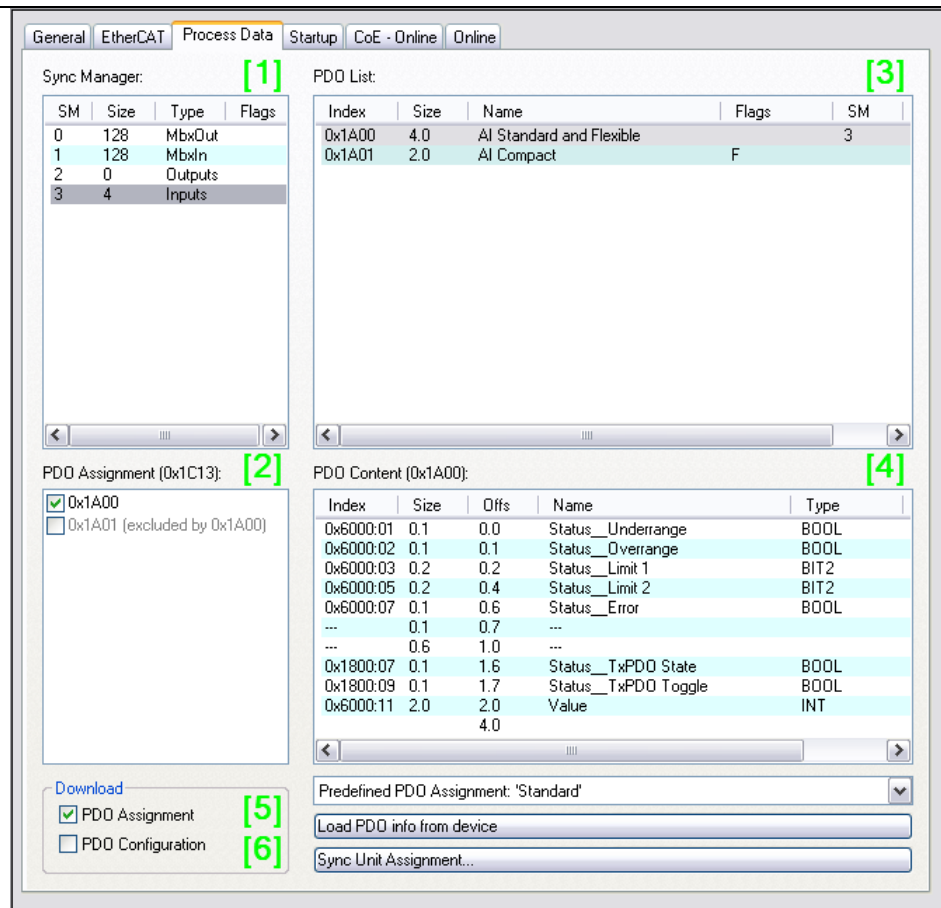 General EtherCAT Process Data Startup CoE - Online Online
Sync Manager: [1]
SM Size Type Flags
0 128 MbxOut
1 128 MbxIn
2 0 Outputs
3 4 Inputs
PDO List: [3]
Index Size Name Flags SM
0x1A00 4.0 AI Standard and Flexible 3
0x1A01 2.0 AI Compact F
PDO Assignment (0x1C13): [2]
0x1A00
0x1A01 (excluded by 0x1A00)
PDO Content (0x1A00): [4]
Index Size Offs Name Type
0x6000:01 0.1 0.0 Status__Underrange BOOL
0x6000:02 0.1 0.1 Status__Overrange BOOL
0x6000:03 0.2 0.2 Status__Limit 1 BIT2
0x6000:05 0.2 0.4 Status__Limit 2 BIT2
0x6000:07 0.1 0.6 Status__Error BOOL
--- 0.1 0.7 ---
--- 0.6 1.0 ---
0x1800:07 0.1 1.6 Status__TxPDO State BOOL
0x1800:09 0.1 1.7 Status__TxPDO Toggle BOOL
0x6000:11 2.0 2.0 Value INT
4.0
Download
PDO Assignment [5]
PDO Configuration [6]
Predefined PDO Assignment: 'Standard'
Load PDO info from device
Sync Unit Assignment...